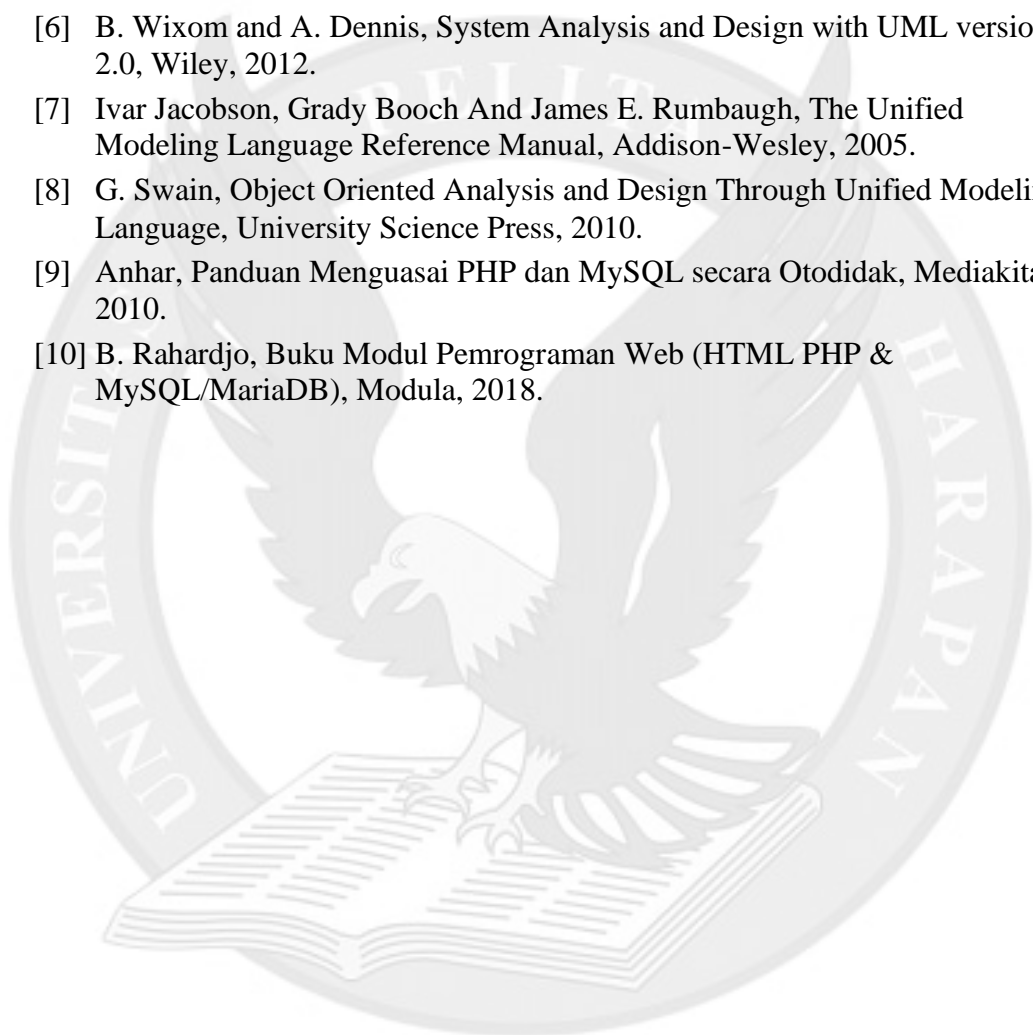 [6] B. Wixom and A. Dennis, System Analysis and Design with UML versio
2.0, Wiley, 2012.
[7] Ivar Jacobson, Grady Booch And James E. Rumbaugh, The Unified
Modeling Language Reference Manual, Addison-Wesley, 2005.
[8] G. Swain, Object Oriented Analysis and Design Through Unified Modeli
Language, University Science Press, 2010.
[9] Anhar, Panduan Menguasai PHP dan MySQL secara Otodidak, Mediakita
2010.
[10] B. Rahardjo, Buku Modul Pemrograman Web (HTML PHP &
MySQL/MariaDB), Modula, 2018.
UNIVERSITAS PELITA HARAPAN